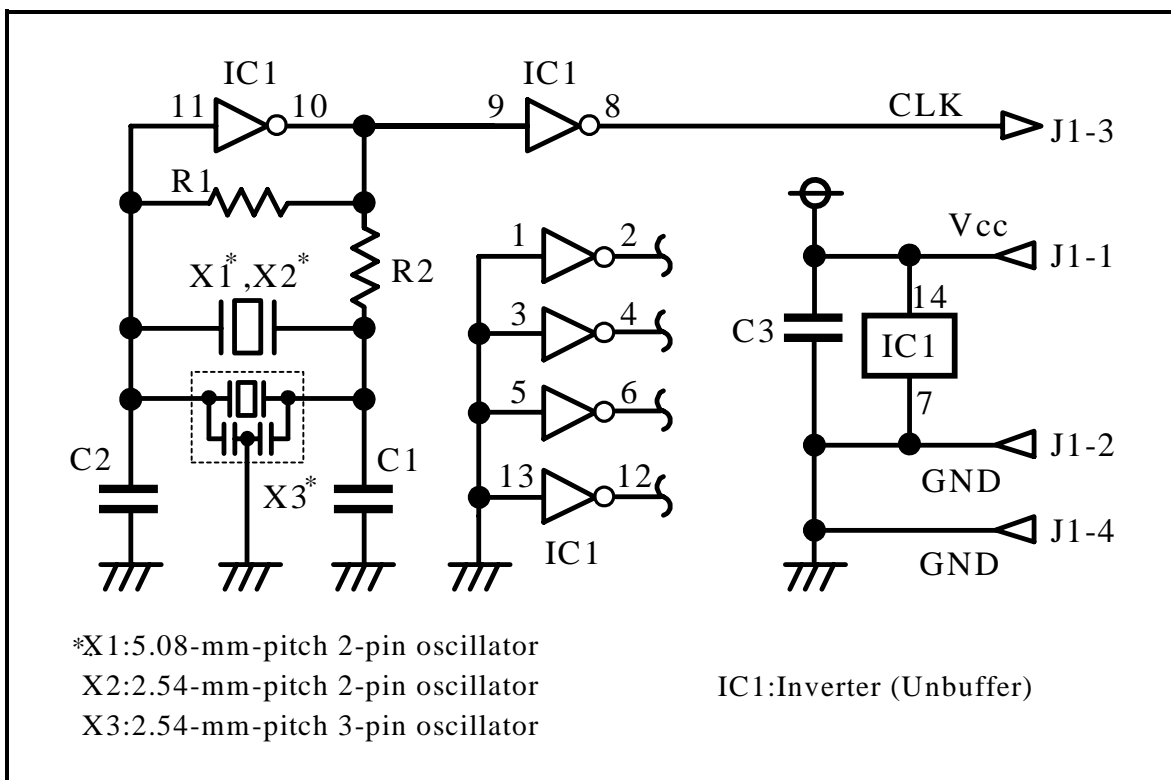 IC1 IC1
11 10 9 8 CLK J1-3
R1
1 2 Vcc J1-1
X1*,X2* R2
3 4 14
C3 IC1
5 6 7
C2 C1 J1-2
X3* 13 12 GND
IC1 J1-4
GND
*X1:5.08-mm-pitch 2-pin oscillator
X2:2.54-mm-pitch 2-pin oscillator IC1:Inverter (Unbuffer)
X3:2.54-mm-pitch 3-pin oscillator